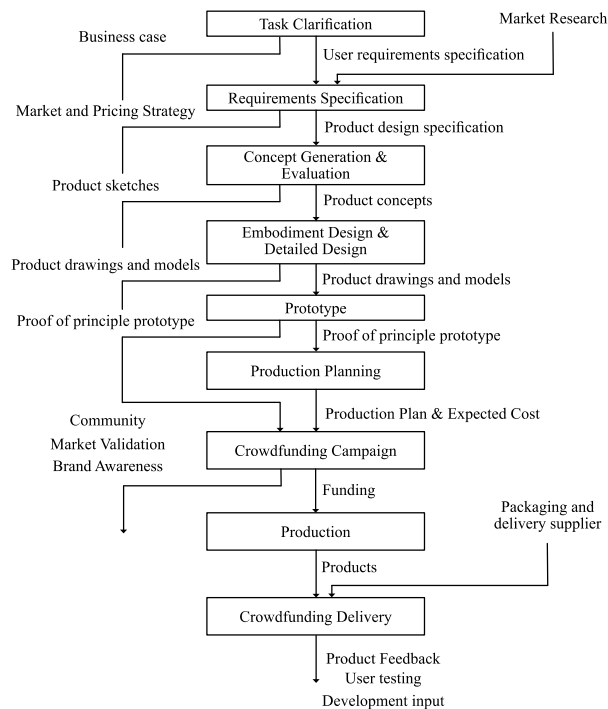 Market Research
Task Clarification
Business case
User requirements specification
Requirements Specification
Market and Pricing Strategy
Product design specification
Concept Generation &
Evaluation
Product sketches
Product concepts
Embodiment Design &
Detailed Design
Product drawings and models
Product drawings and models
Prototype
Proof of principle prototype
Proof of principle prototype
Production Planning
Production Plan & Expected Cost
Community
Market Validation
Brand Awareness
Crowdfunding Campaign
Funding
Packaging and
delivery supplier
Production
Products
Crowdfunding Delivery
Product Feedback
User testing
Development input